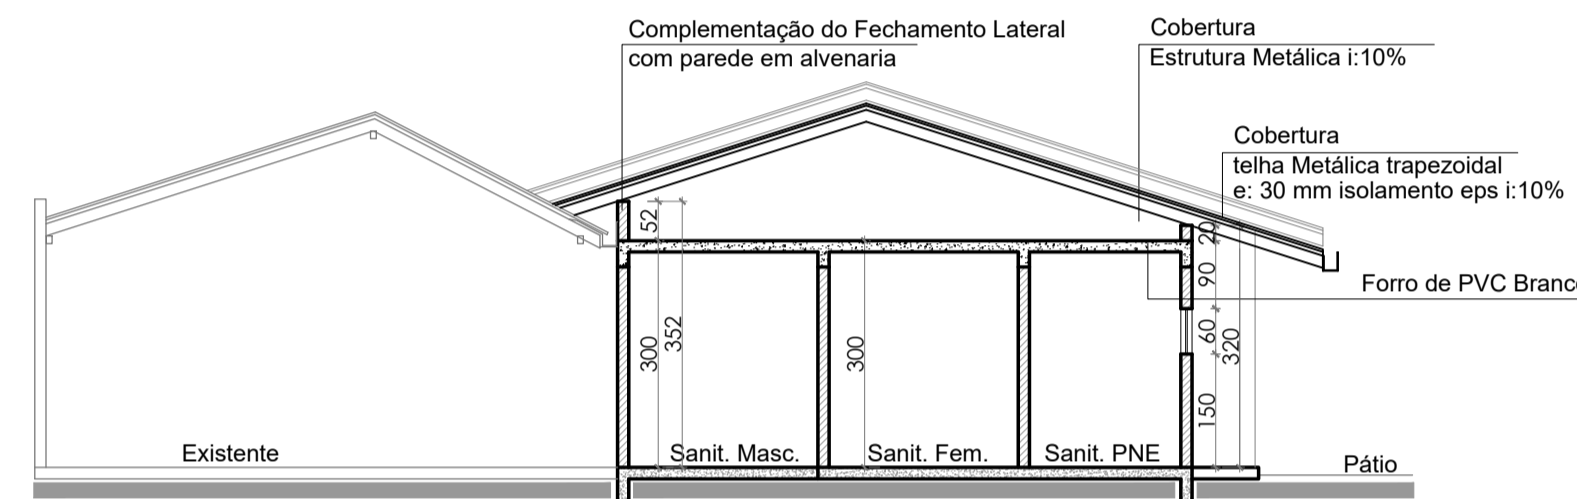 Complementação do Fechamento Lateral
com parede em alvenaria
Cobertura
Estrutura Metálica i:10%
Cobertura
telha Metálica trapezoidal
e: 30 mm isolamento eps i:10%
52
20
90
Forro de PVC Branco
300
352
300
60
320
150
Existente
Sanit. Masc.
Sanit. Fem.
Sanit. PNE
Pátio